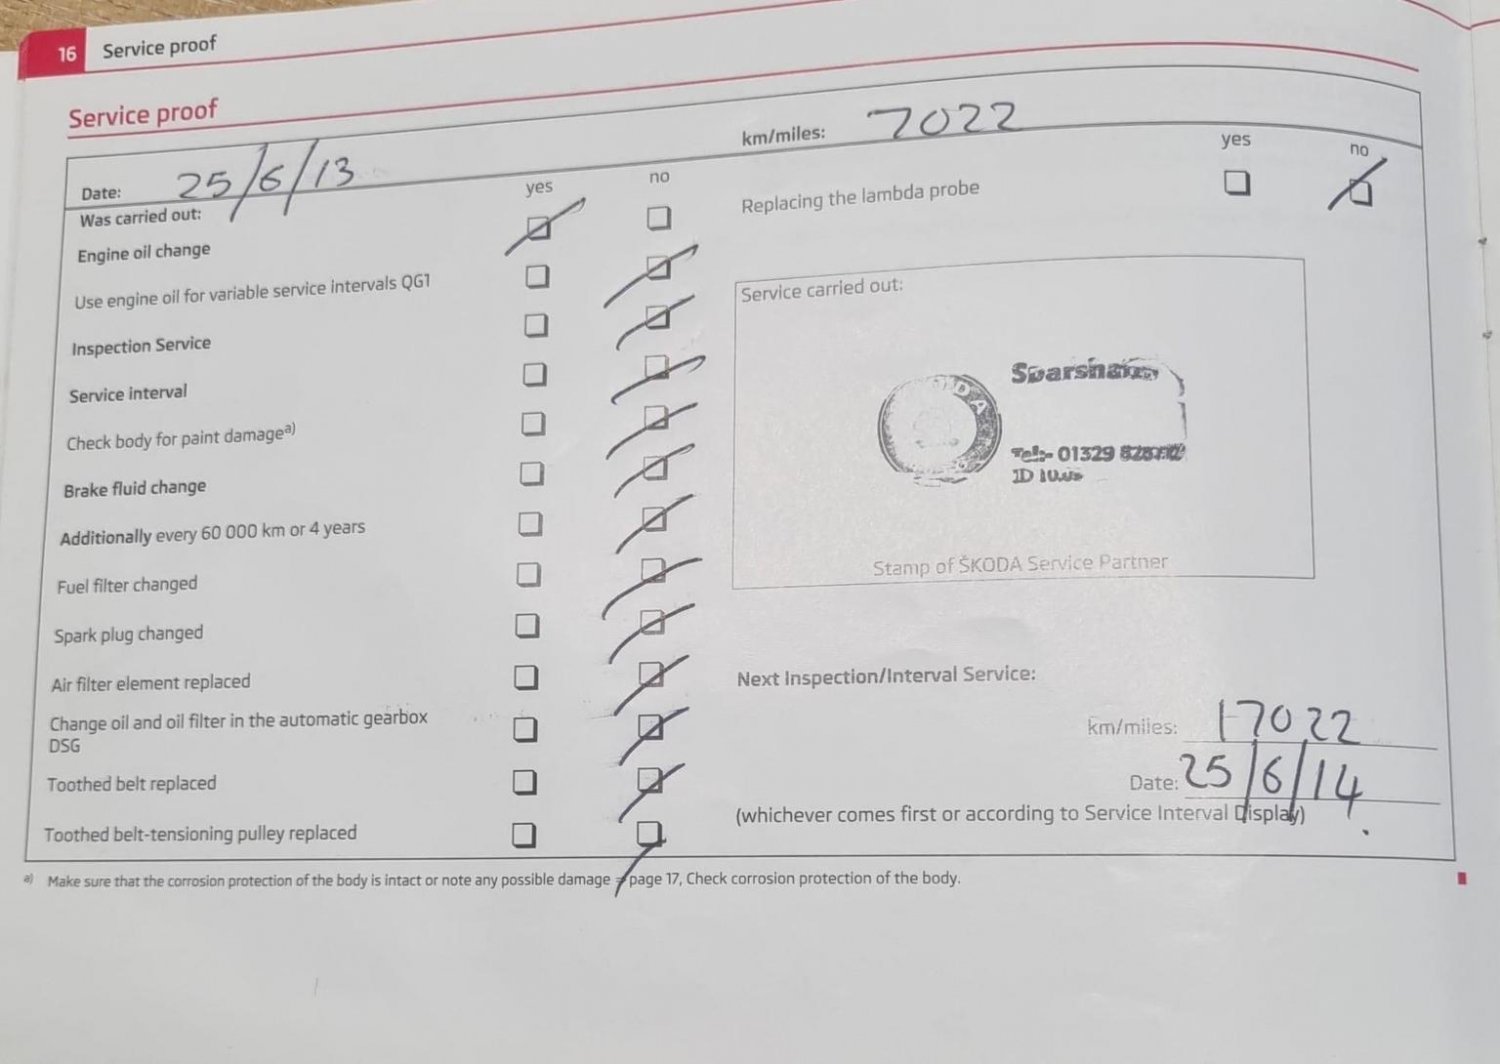 16 Service proof
Service proof
Date: 25/6/13
km/miles: 7022
Was carried out:
yes no
Engine oil change
Use engine oil for variable service intervals QG1
Inspection Service
Service interval
Check body for paint damage a)
Brake fluid change
Additionally every 60 000 km or 4 years
Fuel filter changed
Spark plug changed
Air filter element replaced
Change oil and oil filter in the automatic gearbox
DSG
Toothed belt replaced
Toothed belt-tensioning pulley replaced
yes no
Replacing the lambda probe
Service carried out:
Tel:- 01329
ID
Stamp of ŠKODA Service Partner
Next Inspection/Interval Service:
km/miles: 17022
Date: 25/6/14.
(whichever comes first or according to Service Interval Display)
a) Make sure that the corrosion protection of the body is intact or note any possible damage page 17, Check corrosion protection of the body.